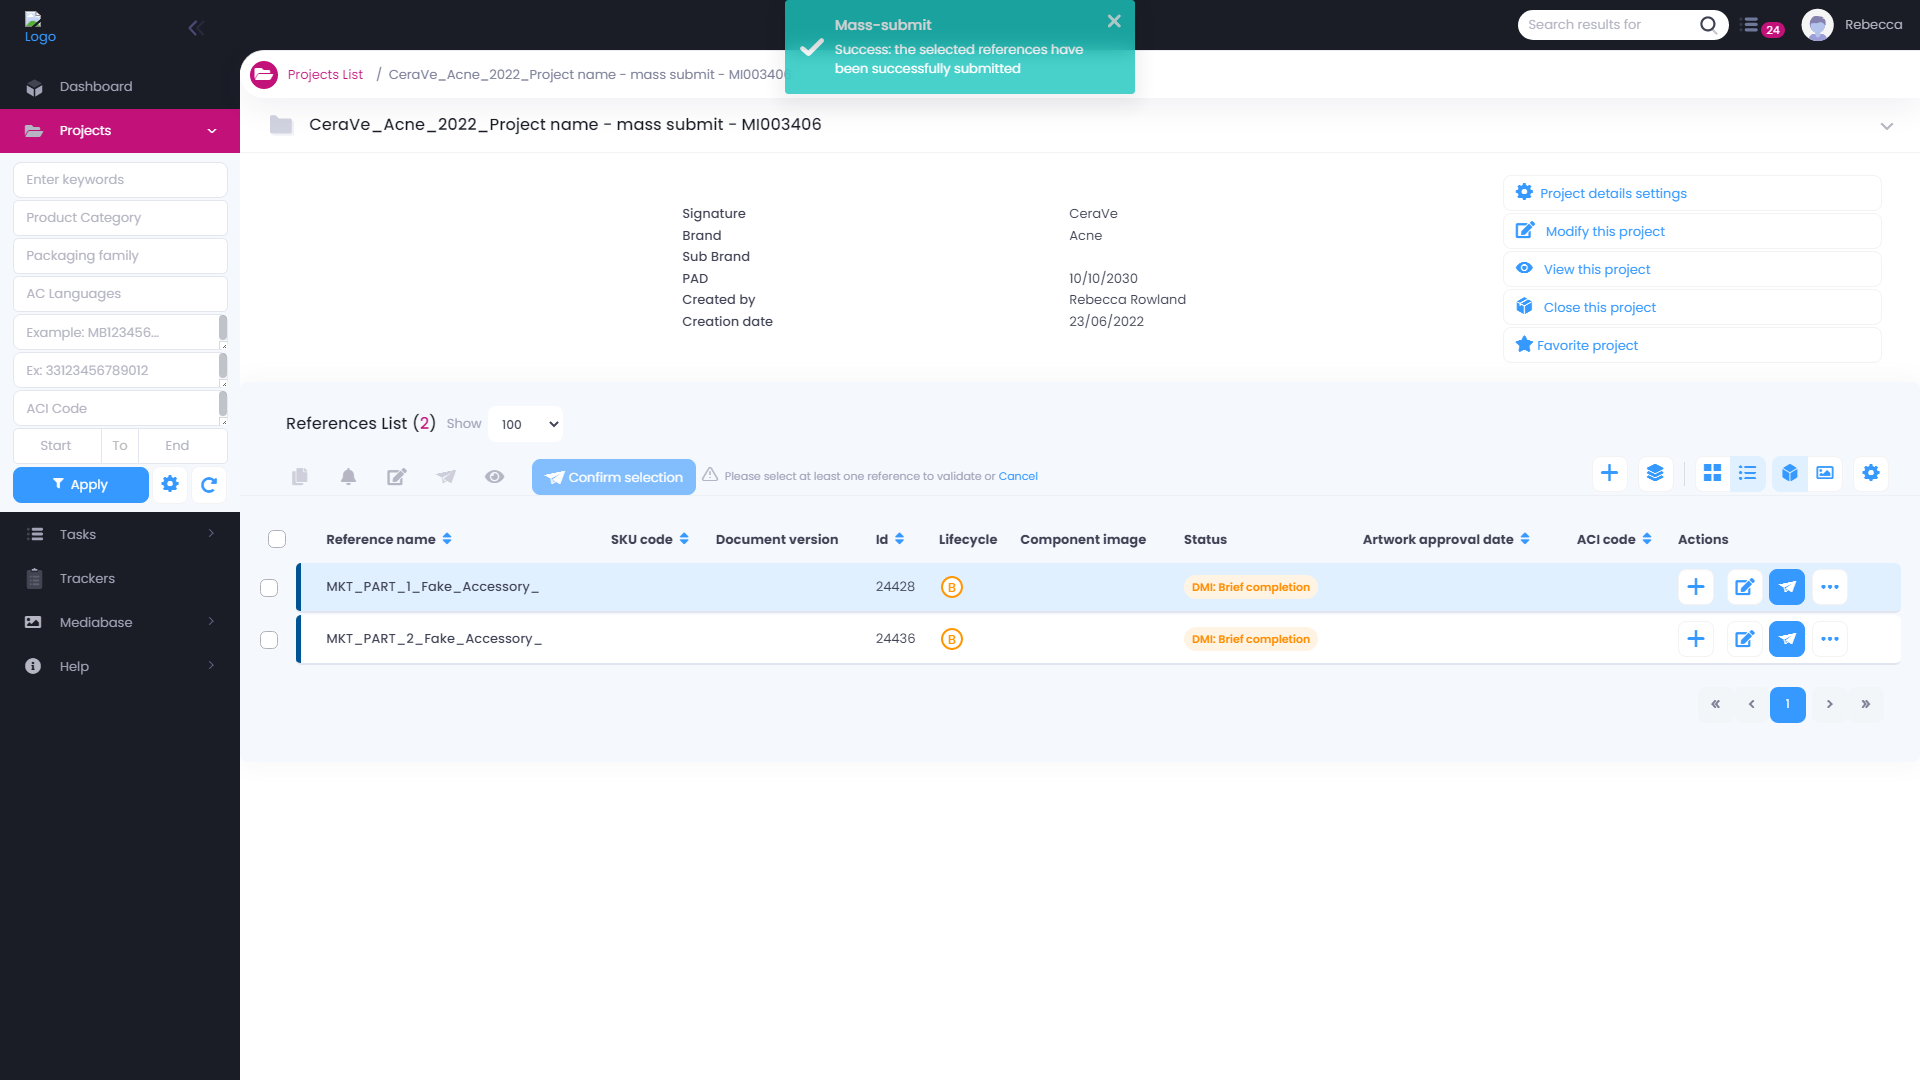 Logo
Mass-submit
Success: the selected references have
been successfully submitted
Search results for
24
Rebecca
Dashboard
Projects
Enter keywords
Product Category
Packaging family
AC Languages
Example: MB123456...
Ex: 33123456789012
ACI Code
Start To End
Apply
Tasks
Trackers
Mediabase
Help
Projects List / CeraVe_Acne_2022_Project name - mass submit - MI003406
CeraVe_Acne_2022_Project name - mass submit - MI003406
Signature CeraVe
Brand Acne
Sub Brand
PAD 10/10/2030
Created by Rebecca Rowland
Creation date 23/06/2022
Project details settings
Modify this project
View this project
Close this project
Favorite project
References List (2) Show 100
Confirm selection Please select at least one reference to validate or Cancel
Reference name SKU code Document version Id Lifecycle Component image Status Artwork approval date ACI code Actions
MKT_PART_1_Fake_Accessory_ 24428 B DMI: Brief completion
MKT_PART_2_Fake_Accessory_ 24436 B DMI: Brief completion
« ‹ 1 › »